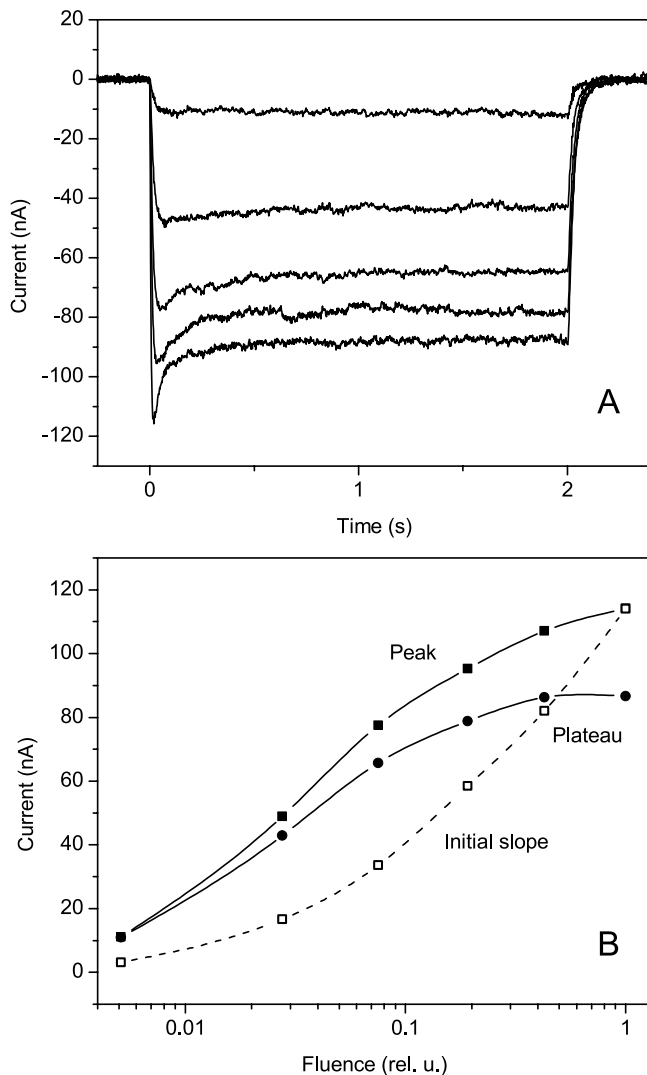 20
0
-20
-40
-60
-80
-100
-120
Current (nA)
A
0 1 2
Time (s)
120
100
80
60
40
20
0
Current (nA)
Peak
Plateau
Initial slope
B
0.01 0.1 1
Fluence (rel. u.)